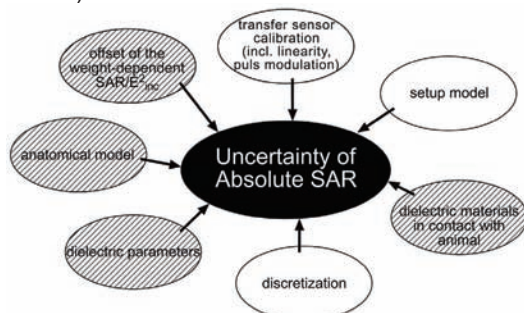 transfer sensor
calibration
(incl. linearity,
puls modulation)
offset of the
weight-dependent
SAR/E²inc
setup model
anatomical model
Uncertainty of
Absolute SAR
dielectric materials
in contact with
animal
dielectric parameters
discretization